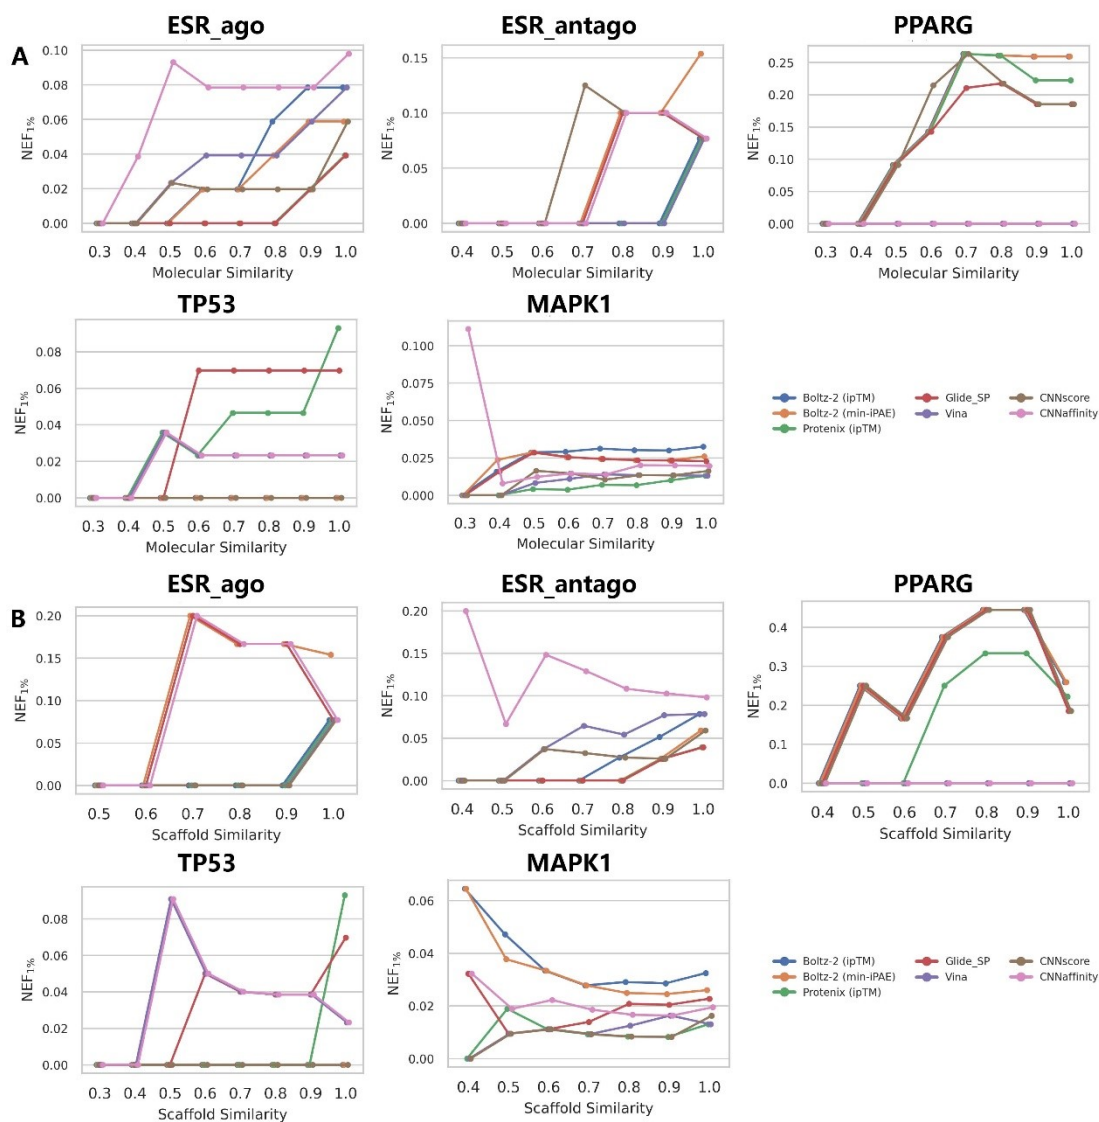 A
ESR_ago
NEF1%
0.10
0.08
0.06
0.04
0.02
0.00
0.3 0.4 0.5 0.6 0.7 0.8 0.9 1.0
Molecular Similarity
ESR_antago
NEF1%
0.15
0.10
0.05
0.00
0.4 0.5 0.6 0.7 0.8 0.9 1.0
Molecular Similarity
PPARG
NEF1%
0.25
0.20
0.15
0.10
0.05
0.00
0.3 0.4 0.5 0.6 0.7 0.8 0.9 1.0
Molecular Similarity
TP53
NEF1%
0.08
0.06
0.04
0.02
0.00
0.3 0.4 0.5 0.6 0.7 0.8 0.9 1.0
Molecular Similarity
MAPK1
NEF1%
0.100
0.075
0.050
0.025
0.000
0.3 0.4 0.5 0.6 0.7 0.8 0.9 1.0
Molecular Similarity
Boltz-2 (ipTM) Glide_SP CNNscore
Boltz-2 (min-iPAE) Vina CNNaffinity
Protenix (ipTM)
B
ESR_ago
NEF1%
0.20
0.15
0.10
0.05
0.00
0.5 0.6 0.7 0.8 0.9 1.0
Scaffold Similarity
ESR_antago
NEF1%
0.20
0.15
0.10
0.05
0.00
0.4 0.5 0.6 0.7 0.8 0.9 1.0
Scaffold Similarity
PPARG
NEF1%
0.4
0.3
0.2
0.1
0.0
0.4 0.5 0.6 0.7 0.8 0.9 1.0
Scaffold Similarity
TP53
NEF1%
0.08
0.06
0.04
0.02
0.00
0.3 0.4 0.5 0.6 0.7 0.8 0.9 1.0
Scaffold Similarity
MAPK1
NEF1%
0.06
0.04
0.02
0.00
0.4 0.5 0.6 0.7 0.8 0.9 1.0
Scaffold Similarity
Boltz-2 (ipTM) Glide_SP CNNscore
Boltz-2 (min-iPAE) Vina CNNaffinity
Protenix (ipTM)